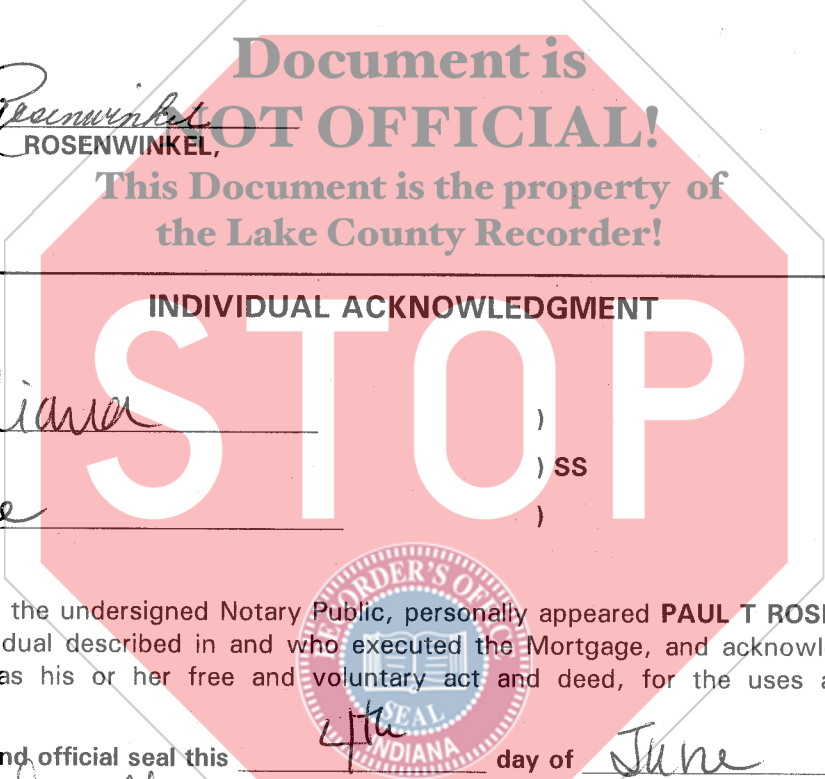 Document is
NOT OFFICIAL!
Rosenwinkel
ROSENWINKEL,
This Document is the property of
the Lake County Recorder!
INDIVIDUAL ACKNOWLEDGMENT
STOP
iana )
) SS
e )
RECORDER'S OFFICE
the undersigned Notary Public, personally appeared PAUL T ROSI
dual described in and who executed the Mortgage, and acknowl
as his or her free and voluntary act and deed, for the uses a
SEAL
INDIANA
nd official seal this 4th day of June